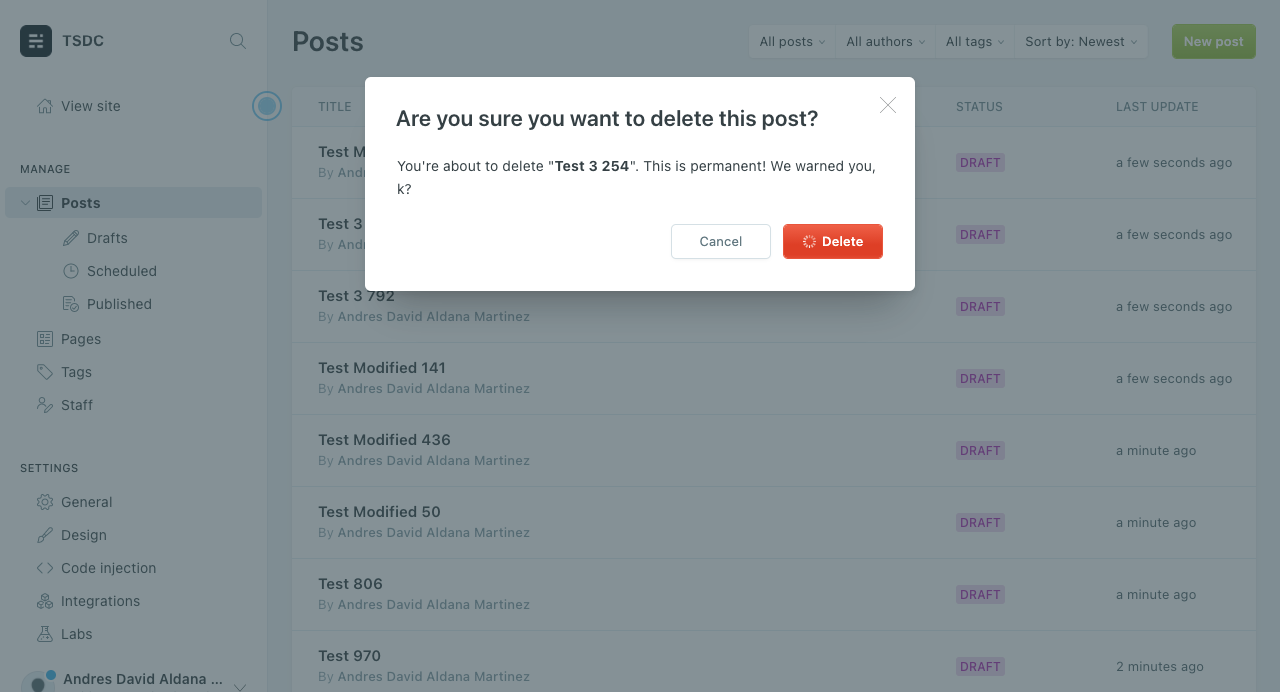 TSDC
View site
MANAGE
Posts
Drafts
Scheduled
Published
Pages
Tags
Staff
SETTINGS
General
Design
Code injection
Integrations
Labs
Andres David Aldana ...
Posts
All posts
All authors
All tags
Sort by: Newest
New post
TITLE
STATUS
LAST UPDATE
Are you sure you want to delete this post?
You're about to delete "Test 3 254". This is permanent! We warned you,
k?
Cancel
Delete
Test M
By And
DRAFT
a few seconds ago
Test 3
By And
DRAFT
a few seconds ago
Test 3 792
By Andres David Aldana Martinez
DRAFT
a few seconds ago
Test Modified 141
By Andres David Aldana Martinez
DRAFT
a few seconds ago
Test Modified 436
By Andres David Aldana Martinez
DRAFT
a minute ago
Test Modified 50
By Andres David Aldana Martinez
DRAFT
a minute ago
Test 806
By Andres David Aldana Martinez
DRAFT
a minute ago
Test 970
By Andres David Aldana Martinez
DRAFT
2 minutes ago